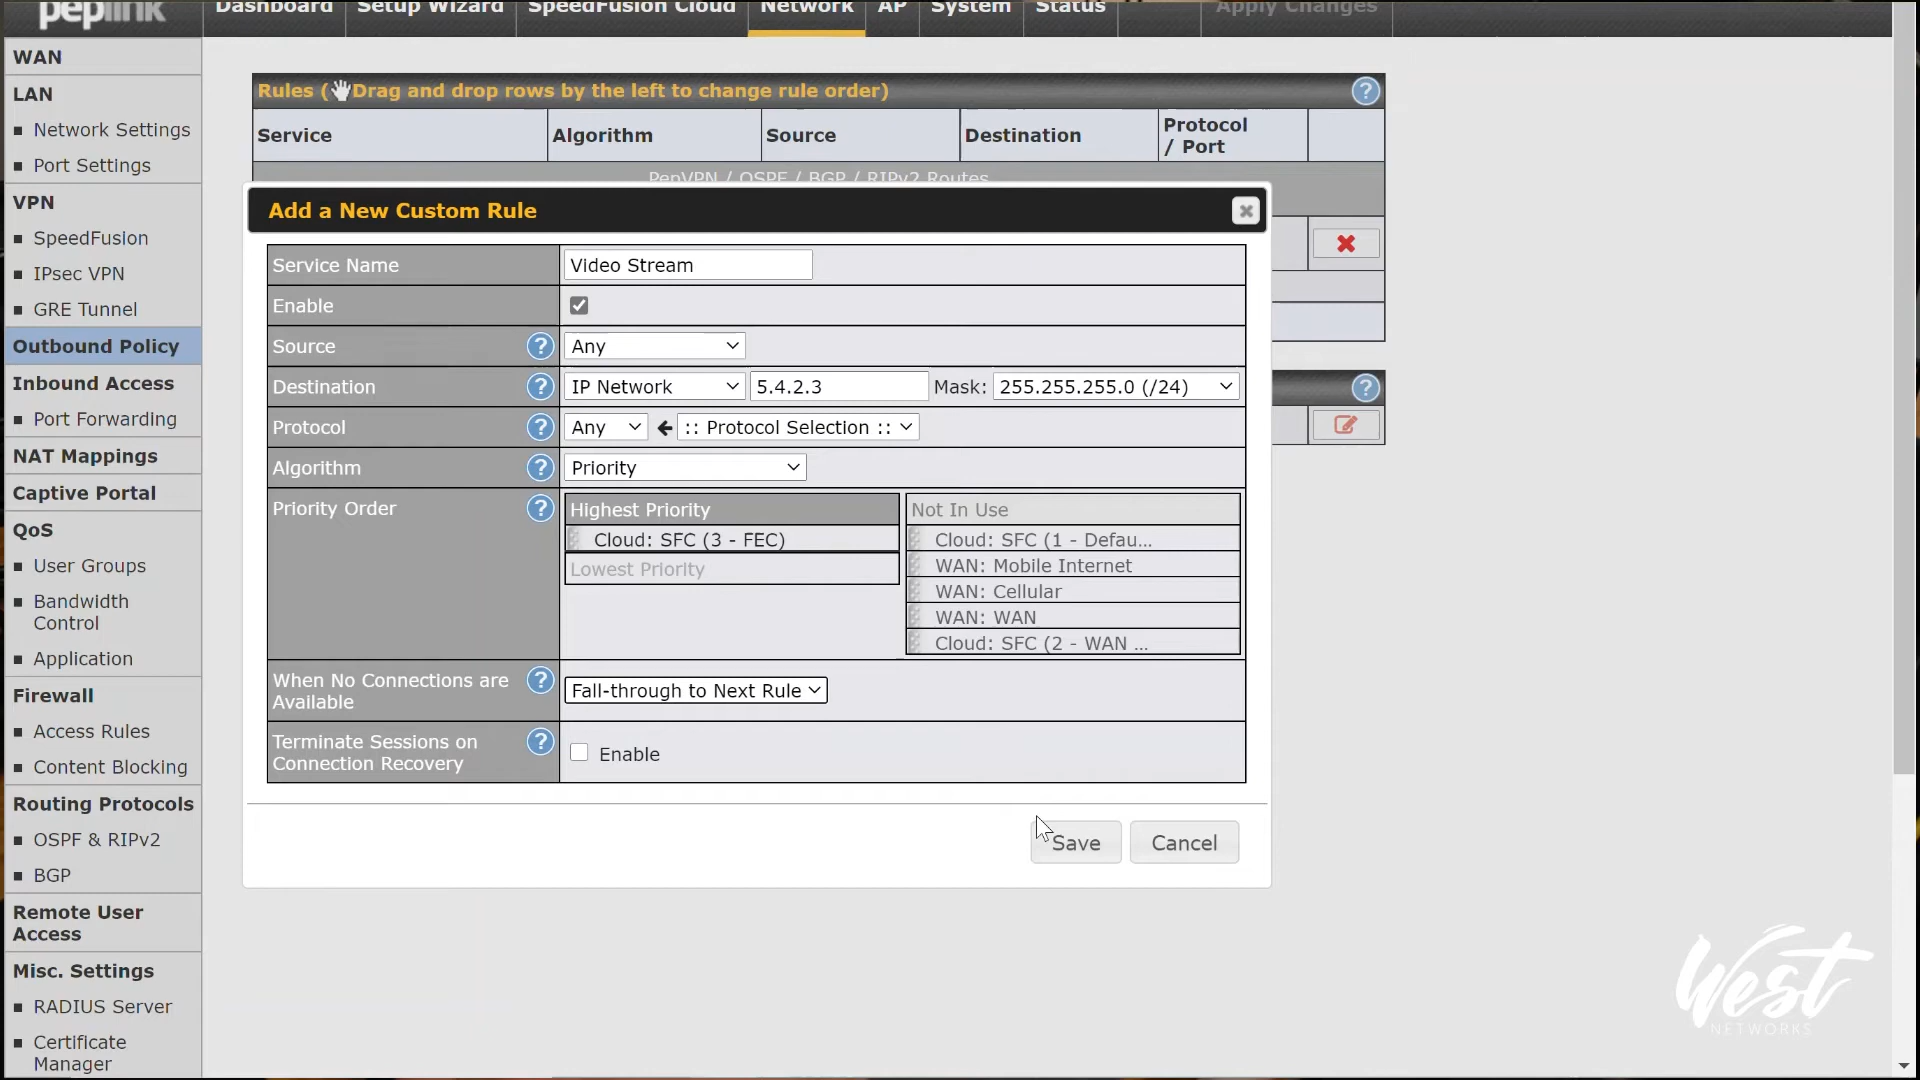 peplink
Dashboard
Setup Wizard
SpeedFusion Cloud
Network
AP
System
Status
Apply Changes
WAN
LAN
Network Settings
Port Settings
VPN
SpeedFusion
IPsec VPN
GRE Tunnel
Outbound Policy
Inbound Access
Port Forwarding
NAT Mappings
Captive Portal
QoS
User Groups
Bandwidth
Control
Application
Firewall
Access Rules
Content Blocking
Routing Protocols
OSPF & RIPv2
BGP
Remote User
Access
Misc. Settings
RADIUS Server
Certificate
Manager
Rules (Drag and drop rows by the left to change rule order)
?
Service
Algorithm
Source
Destination
Protocol
/ Port
PepVPN / OSPF / BGP / RIPv2 Routes
Add a New Custom Rule
Service Name
Video Stream
Enable
Source
?
Any
Destination
?
IP Network
5.4.2.3
Mask:
255.255.255.0 (/24)
?
Protocol
?
Any
:: Protocol Selection ::
Algorithm
?
Priority
Priority Order
?
Highest Priority
Cloud: SFC (3 - FEC)
Lowest Priority
Not In Use
Cloud: SFC (1 - Defau...
WAN: Mobile Internet
WAN: Cellular
WAN: WAN
Cloud: SFC (2 - WAN ...
When No Connections are
Available
?
Fall-through to Next Rule
Terminate Sessions on
Connection Recovery
?
Enable
Save
Cancel
West
NETWORKS